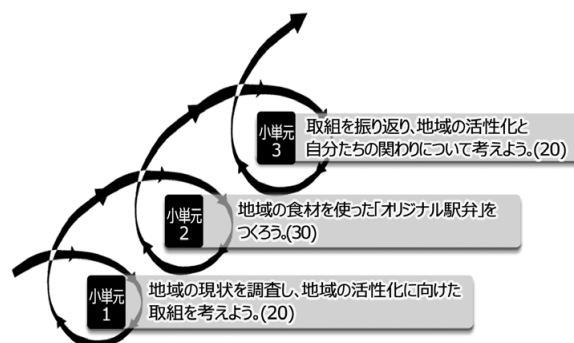 小単元
3
取組を振り返り、地域の活性化と
自分たちの関わりについて考えよう。(20)
小単元
2
地域の食材を使った「オリジナル駅弁」を
つくろう。(30)
小単元
1
地域の現状を調査し、地域の活性化に向けた
取組を考えよう。(20)